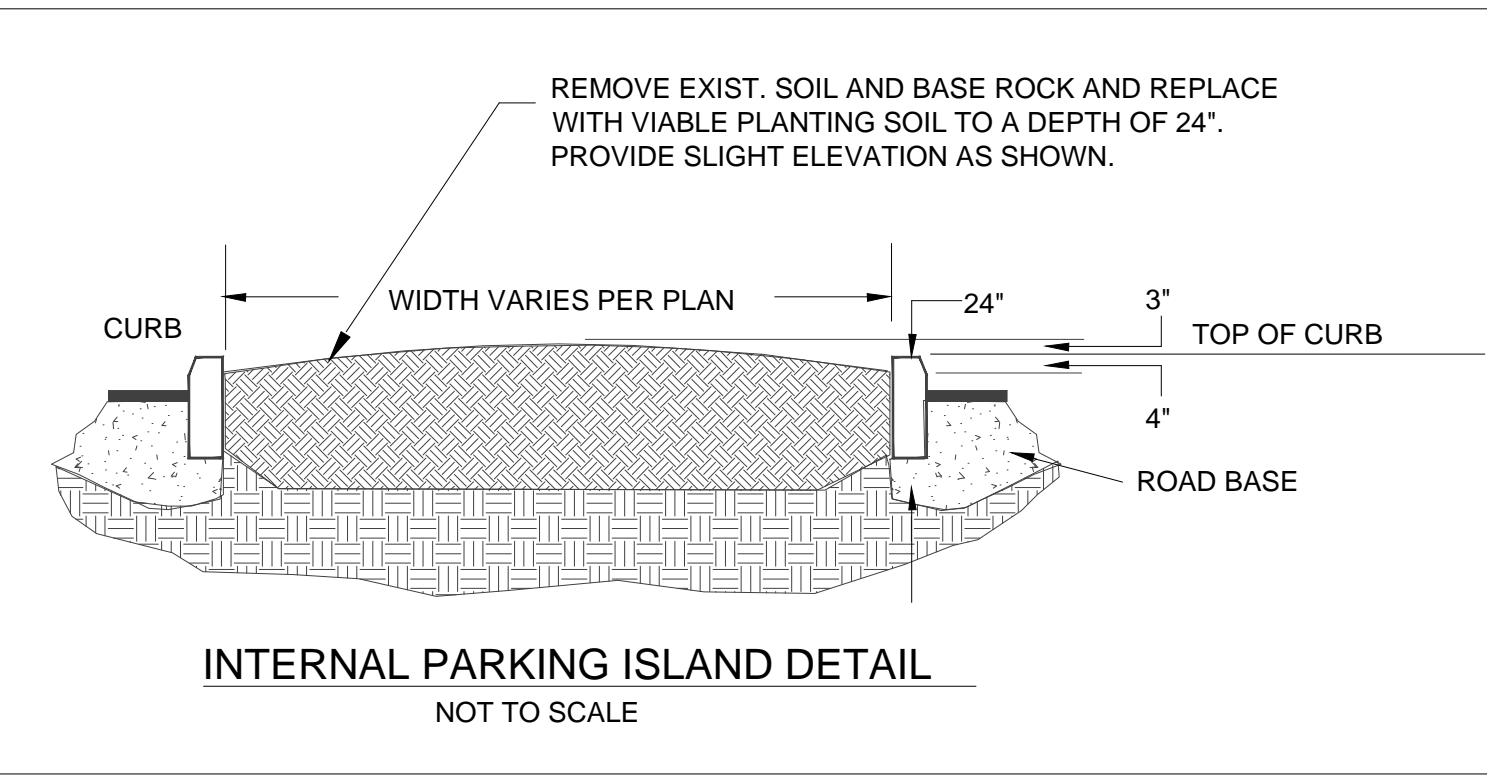 REMOVE EXIST. SOIL AND BASE ROCK AND REPLACE
WITH VIABLE PLANTING SOIL TO A DEPTH OF 24".
PROVIDE SLIGHT ELEVATION AS SHOWN.
WIDTH VARIES PER PLAN
24"
3"
CURB
TOP OF CURB
4"
ROAD BASE
INTERNAL PARKING ISLAND DETAIL
NOT TO SCALE